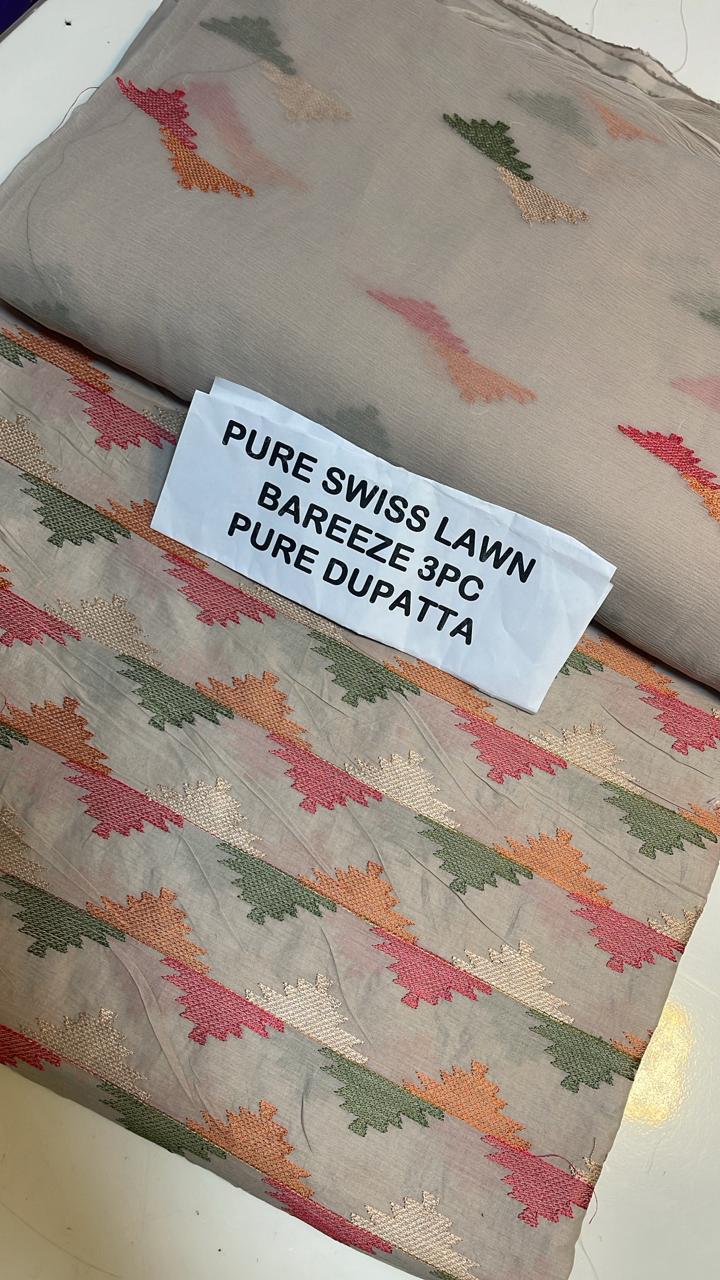 PURE SWISS LAWN
BAREEZE 3PC
PURE DUPATTA